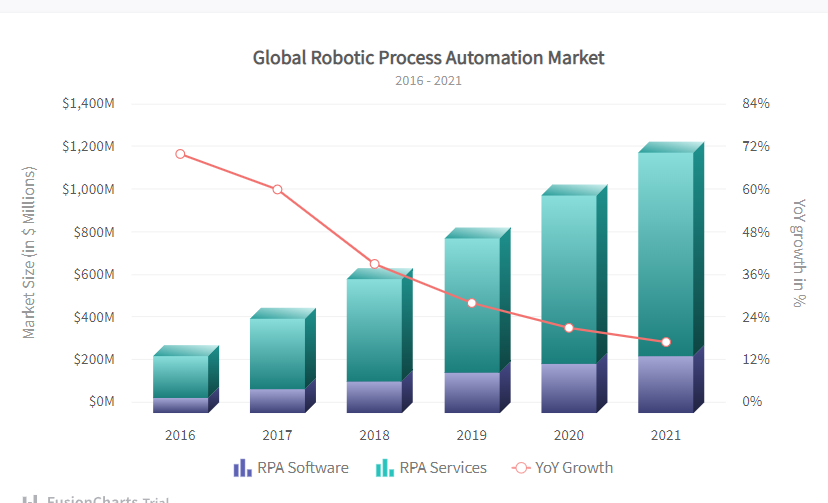 Global Robotic Process Automation Market
2016 - 2021
Market Size (in $ Millions)
$1,400M
$1,200M
$1,000M
$800M
$600M
$400M
$200M
$0M
84%
72%
60%
48%
36%
24%
12%
0%
YoY growth in %
2016 2017 2018 2019 2020 2021
RPA Software RPA Services YoY Growth
FusionCharts Trial